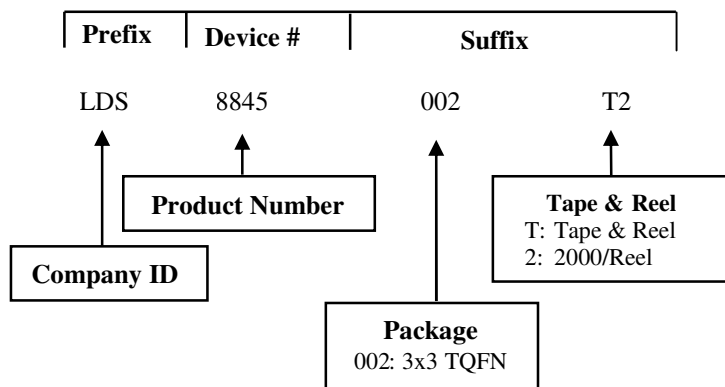 Prefix Device # Suffix
LDS 8845 002 T2
Product Number
Tape & Reel
T: Tape & Reel
2: 2000/Reel
Company ID
Package
002: 3x3 TQFN